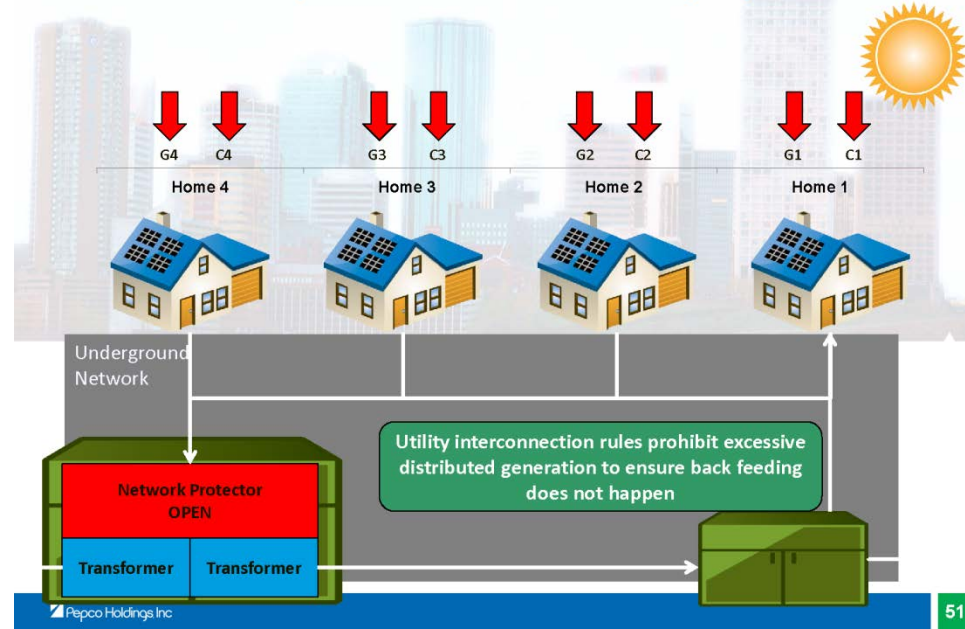 G4 C4 G3 C3 G2 C2 G1 C1
Home 4 Home 3 Home 2 Home 1
Underground
Network
Utility interconnection rules prohibit excessive
distributed generation to ensure back feeding
does not happen
Network Protector
OPEN
Transformer Transformer
Pepco Holdings Inc
51